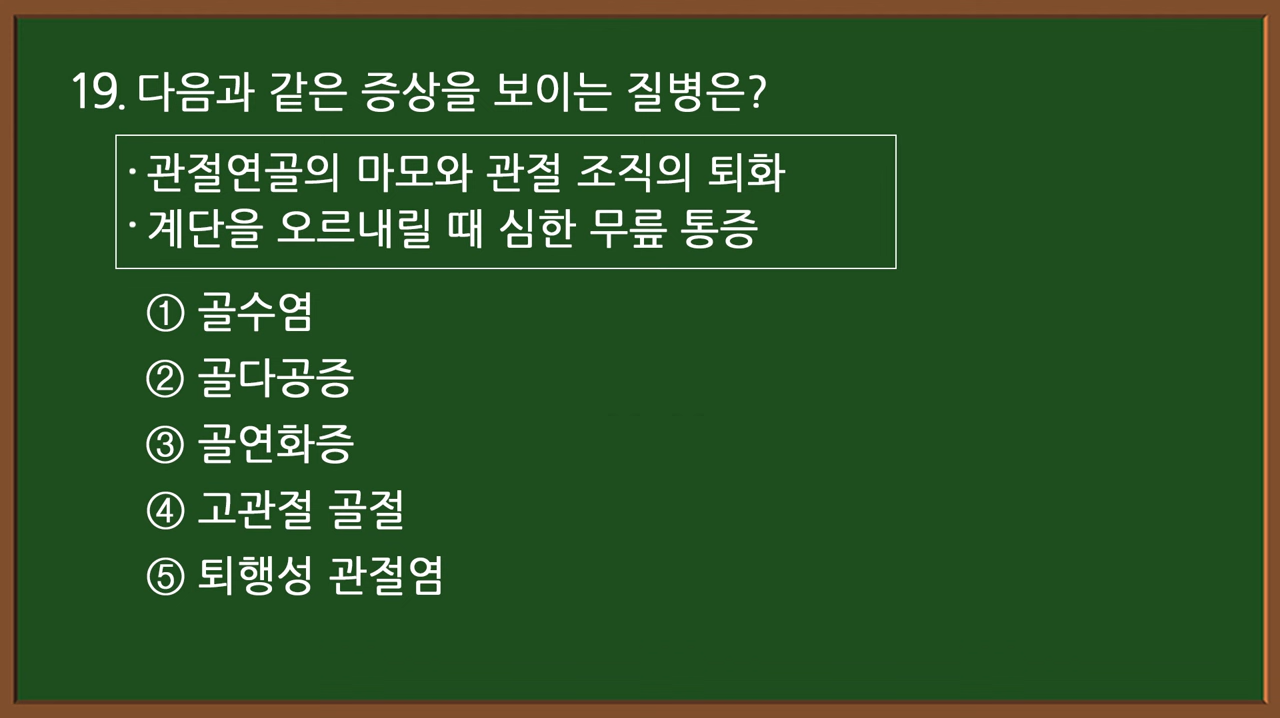 19. 다음과 같은 증상을 보이는 질병은?
· 관절연골의 마모와 관절 조직의 퇴화
· 계단을 오르내릴 때 심한 무릎 통증
① 골수염
② 골다공증
③ 골연화증
④ 고관절 골절
⑤ 퇴행성 관절염